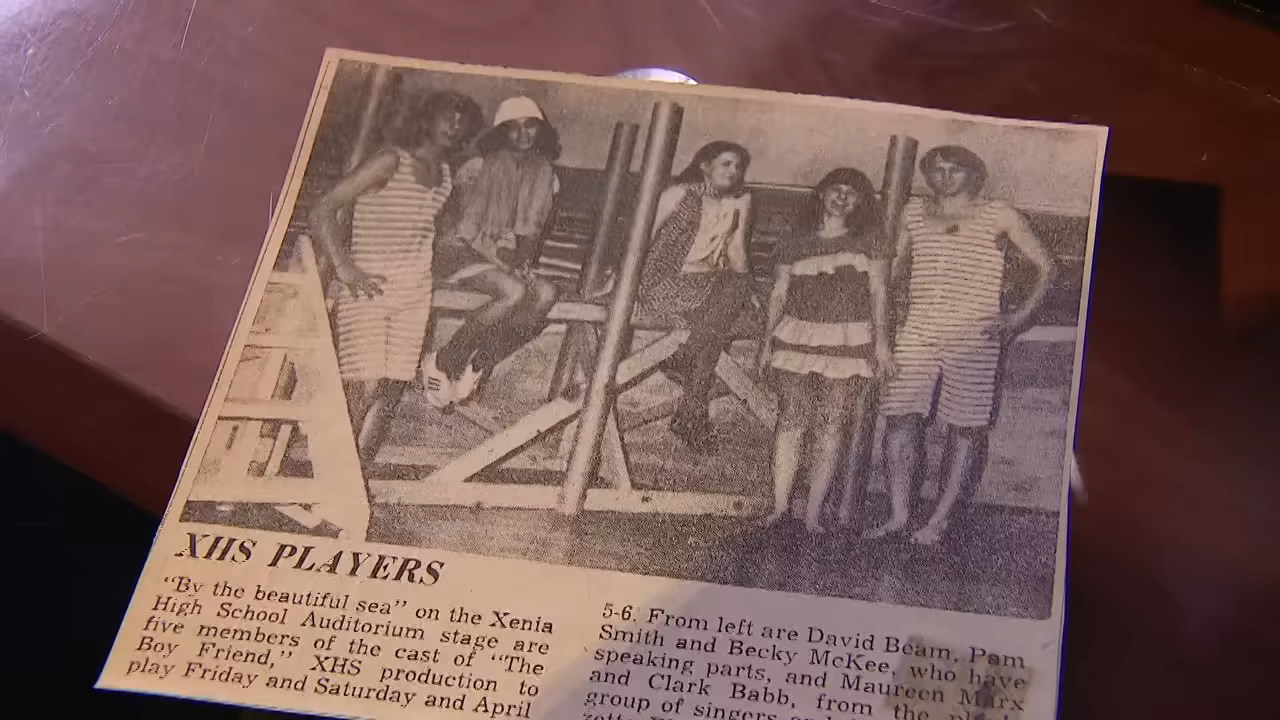 XHS PLAYERS
"By the beautiful sea" on the Xenia
High School Auditorium stage are
five members of the cast of "The
Boy Friend," XHS production to
play Friday and Saturday and April
5-6. From left are David Beam, Pam
Smith and Becky McKee, who have
speaking parts, and Maureen Marx
and Clark Babb, from the
group of singers and